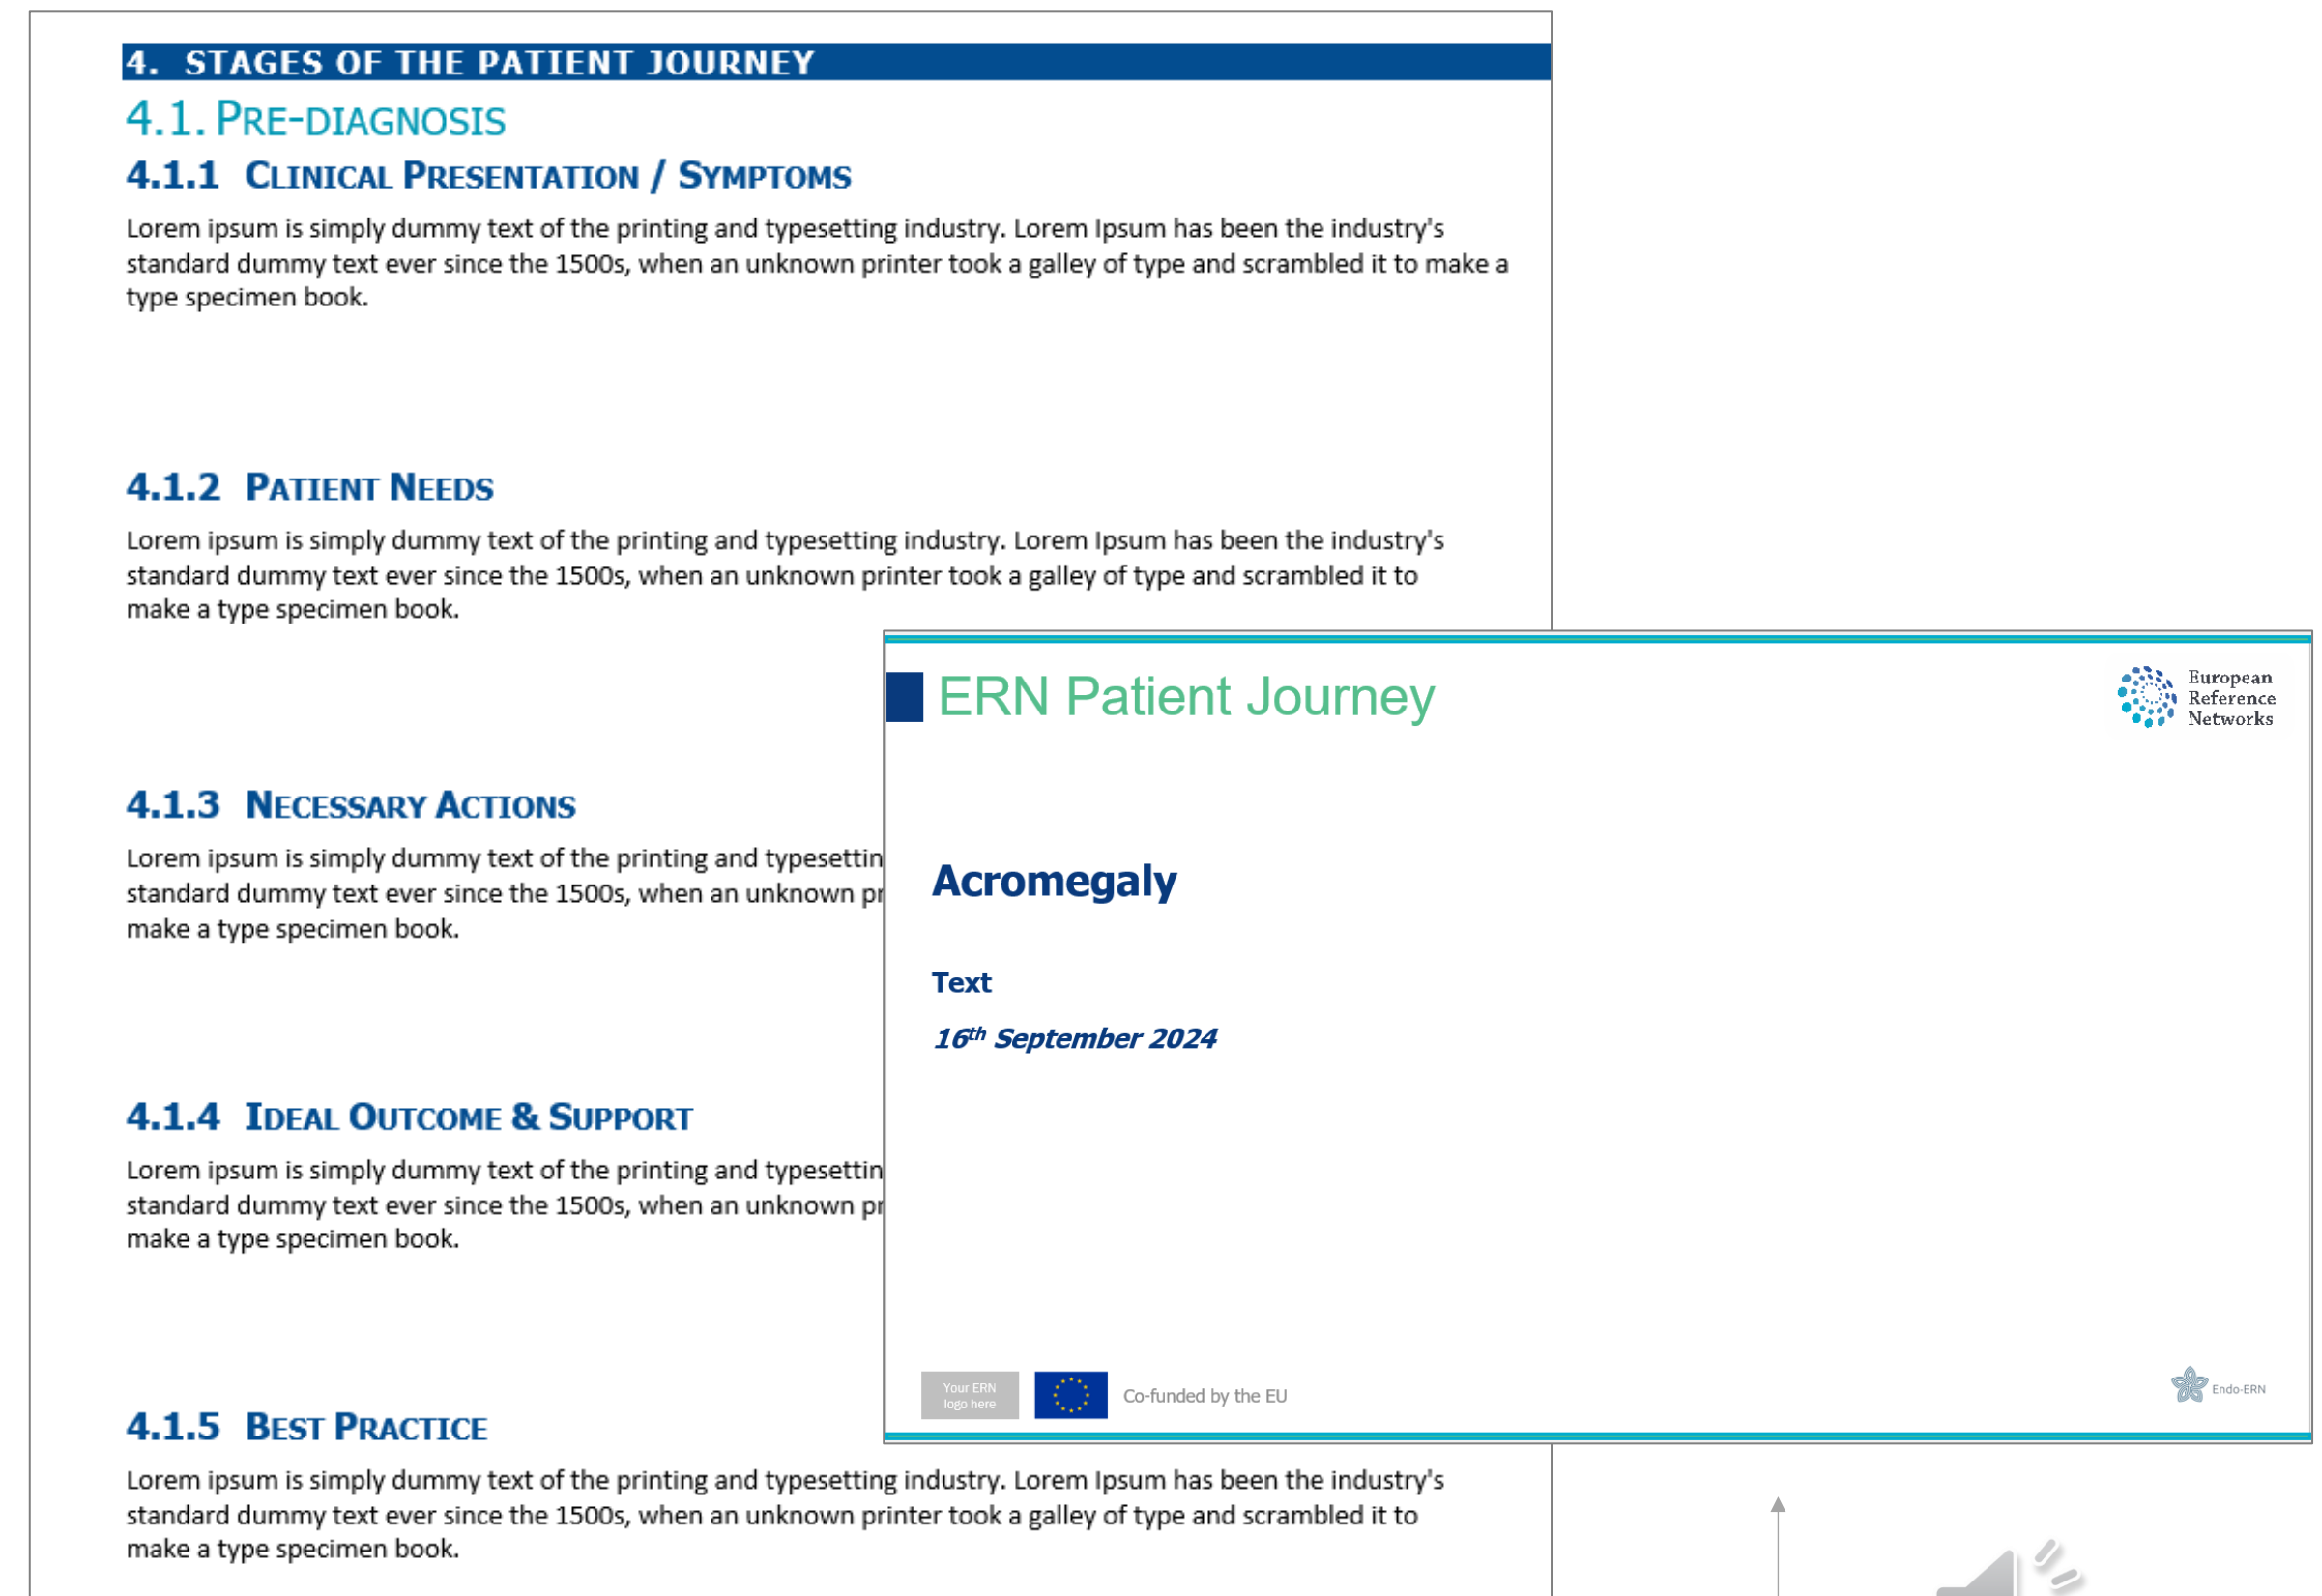 4. STAGES OF THE PATIENT JOURNEY
4.1. PRE-DIAGNOSIS
4.1.1 CLINICAL PRESENTATION / SYMPTOMS
Lorem ipsum is simply dummy text of the printing and typesetting industry. Lorem Ipsum has been the industry's
standard dummy text ever since the 1500s, when an unknown printer took a galley of type and scrambled it to make a
type specimen book.
4.1.2 PATIENT NEEDS
Lorem ipsum is simply dummy text of the printing and typesetting industry. Lorem Ipsum has been the industry's
standard dummy text ever since the 1500s, when an unknown printer took a galley of type and scrambled it to
make a type specimen book.
4.1.3 NECESSARY ACTIONS
Lorem ipsum is simply dummy text of the printing and typesettin
standard dummy text ever since the 1500s, when an unknown pr
make a type specimen book.
4.1.4 IDEAL OUTCOME & SUPPORT
Lorem ipsum is simply dummy text of the printing and typesettin
standard dummy text ever since the 1500s, when an unknown pr
make a type specimen book.
4.1.5 BEST PRACTICE
Lorem ipsum is simply dummy text of the printing and typesetting industry. Lorem Ipsum has been the industry's
standard dummy text ever since the 1500s, when an unknown printer took a galley of type and scrambled it to
make a type specimen book.
ERN Patient Journey
European
Reference
Networks
Acromegaly
Text
16th September 2024
Your ERN
logo here
Co-funded by the EU
Endo-ERN